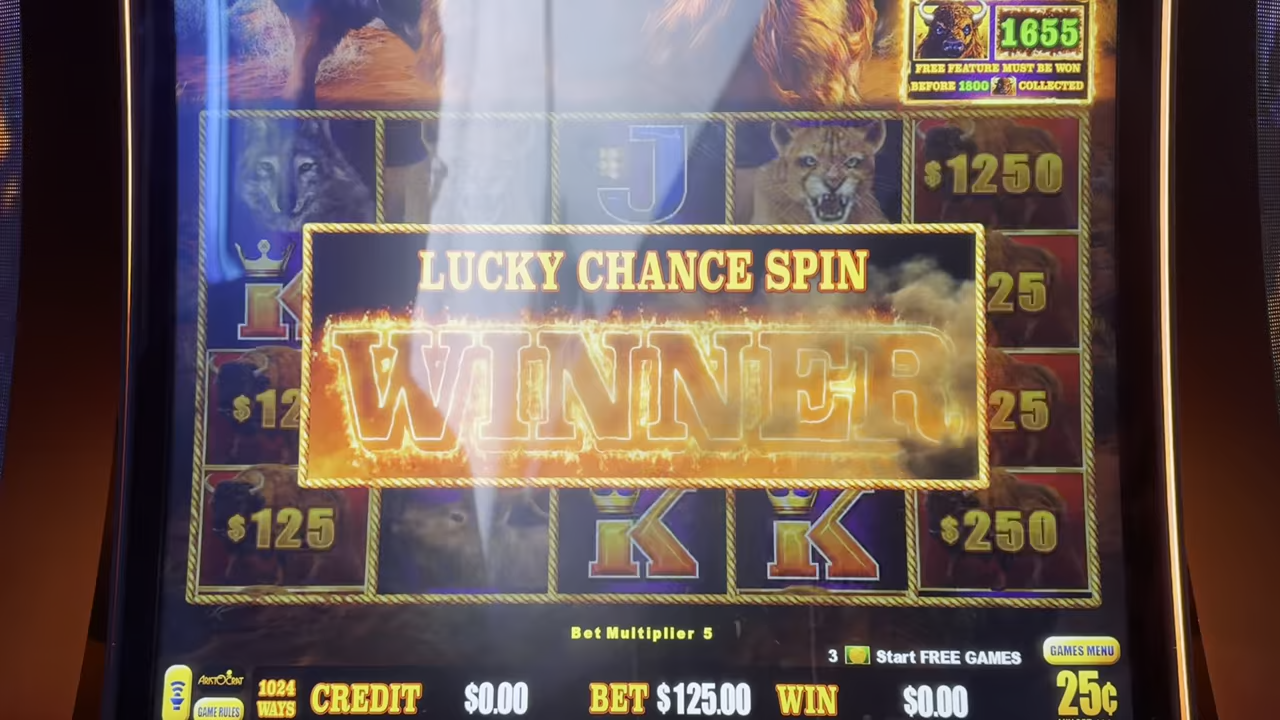 1655
FREE FEATURE MUST BE WON
BEFORE 1800 COLLECTED
J
$1250
LUCKY CHANCE SPIN
K
25
WINNER
$12
25
$125
K
K
$250
Bet Multiplier 5
3 Start FREE GAMES
GAMES MENU
ARISTOCRAT
GAME RULES
1024
WAYS
CREDIT $0.00 BET $125.00 WIN $0.00
25¢